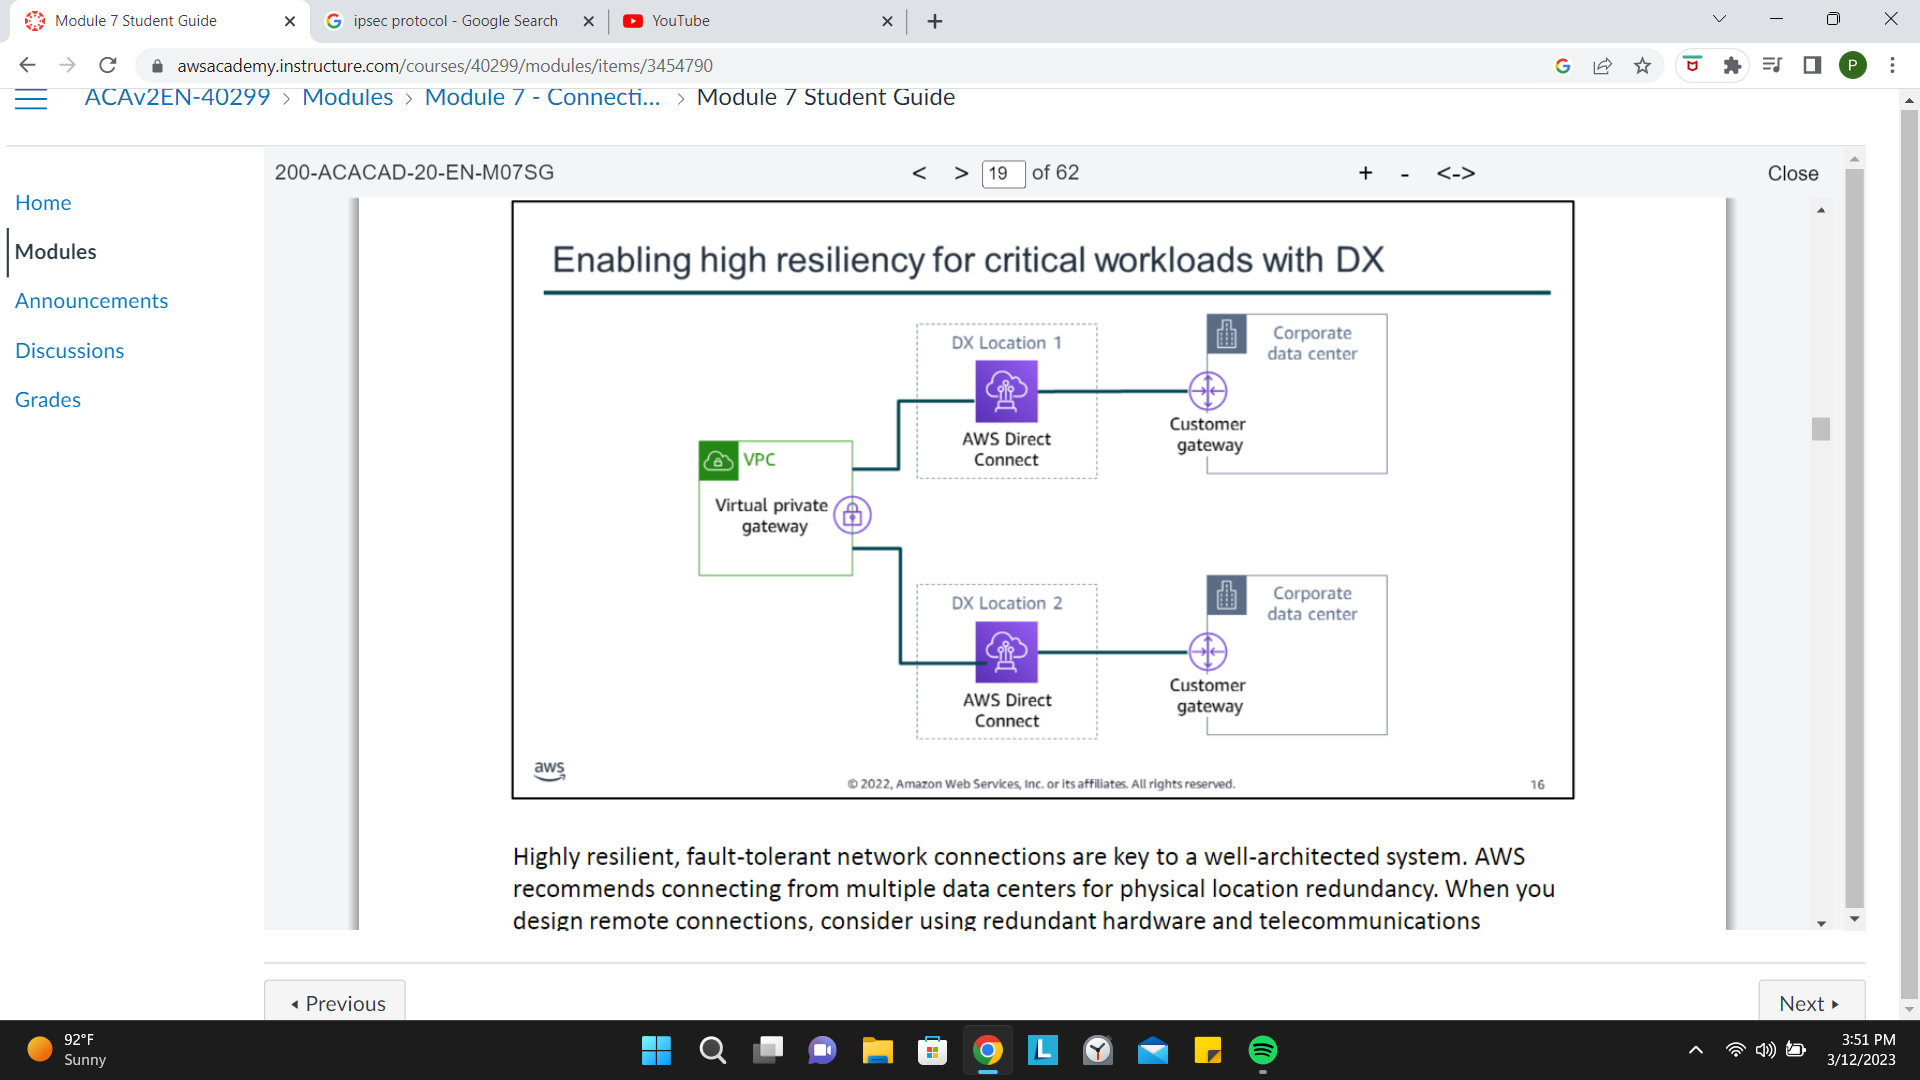 Module 7 Student Guide
ipsec protocol - Google Search
YouTube
awsacademy.instructure.com/courses/40299/modules/items/3454790
P
ACAv2EN-40299 > Modules > Module 7 - Connecti... > Module 7 Student Guide
200-ACACAD-20-EN-M07SG
< > 19 of 62
+ - <->
Close
Home
Modules
Announcements
Discussions
Grades
Enabling high resiliency for critical workloads with DX
DX Location 1
AWS Direct
Connect
Corporate
data center
Customer
gateway
VPC
Virtual private
gateway
DX Location 2
AWS Direct
Connect
Corporate
data center
Customer
gateway
aws
© 2022, Amazon Web Services, Inc. or its affiliates. All rights reserved.
16
Highly resilient, fault-tolerant network connections are key to a well-architected system. AWS
recommends connecting from multiple data centers for physical location redundancy. When you
design remote connections, consider using redundant hardware and telecommunications
Previous
Next
92°F
Sunny
L
3:51 PM
3/12/2023